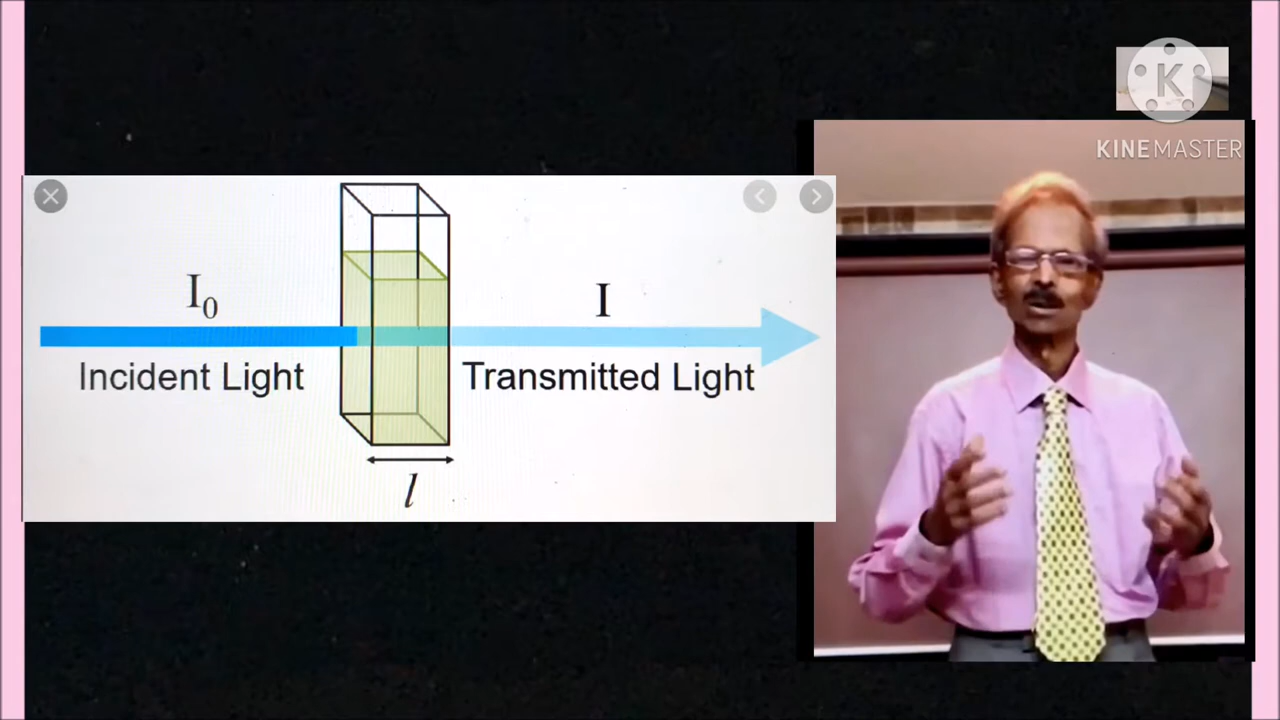 K
KINEMASTER
I₀
I
Incident Light
Transmitted Light
l